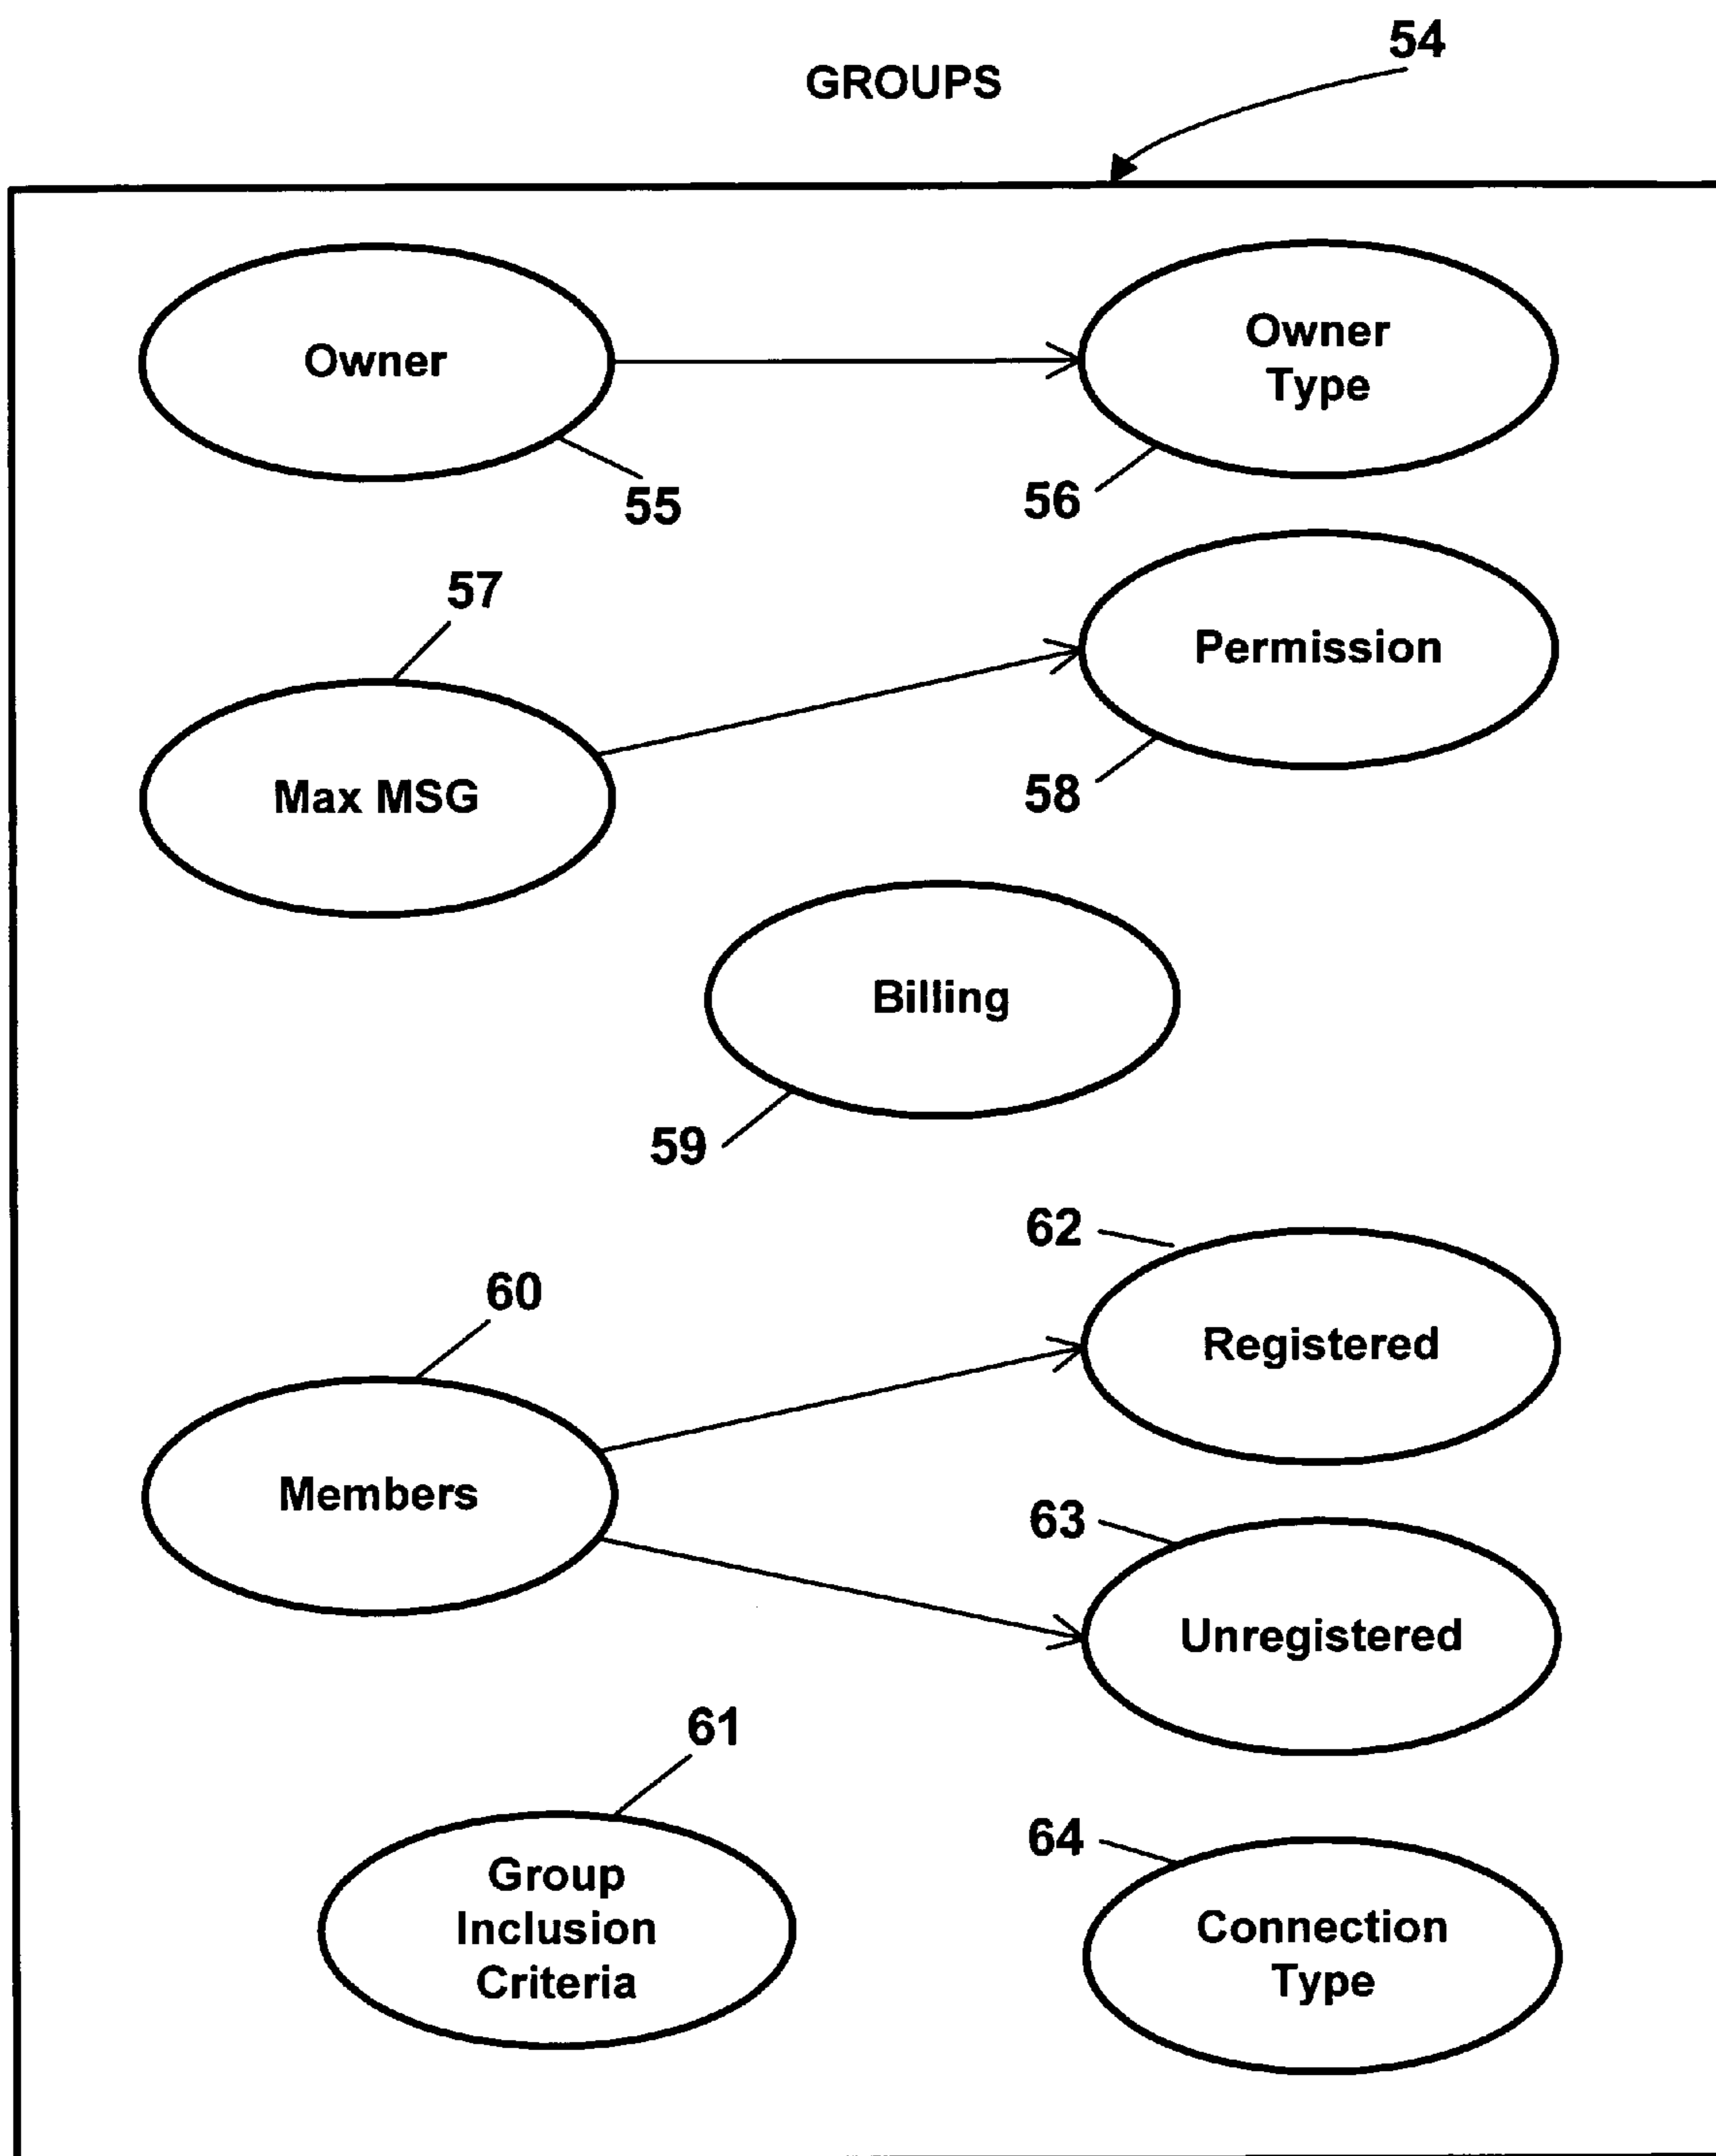 54
GROUPS
Owner
Owner
Type
55
56
57
Permission
Max MSG
58
Billing
59
62
60
Registered
Members
63
Unregistered
61
64
Group
Inclusion
Criteria
Connection
Type